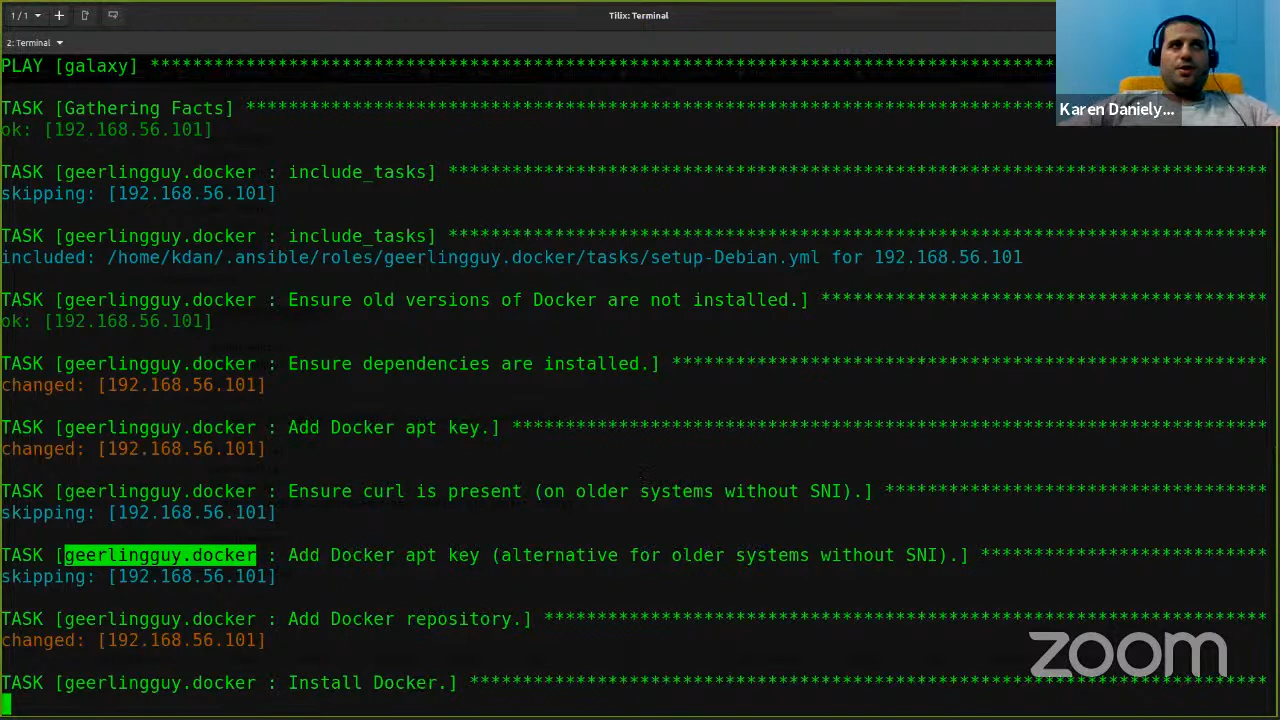 1 / 1
Tilix: Terminal
2: Terminal
Karen Daniely...
PLAY [galaxy] *************************************************************************************
TASK [Gathering Facts] ****************************************************************************
ok: [192.168.56.101]
TASK [geerlingguy.docker : include_tasks] *****************************************************************************
skipping: [192.168.56.101]
TASK [geerlingguy.docker : include_tasks] *****************************************************************************
included: /home/kdan/.ansible/roles/geerlingguy.docker/tasks/setup-Debian.yml for 192.168.56.101
TASK [geerlingguy.docker : Ensure old versions of Docker are not installed.] ******************************************
ok: [192.168.56.101]
TASK [geerlingguy.docker : Ensure dependencies are installed.] ********************************************************
changed: [192.168.56.101]
TASK [geerlingguy.docker : Add Docker apt key.] ***********************************************************************
changed: [192.168.56.101]
TASK [geerlingguy.docker : Ensure curl is present (on older systems without SNI).] ************************************
skipping: [192.168.56.101]
TASK [geerlingguy.docker : Add Docker apt key (alternative for older systems without SNI).] ***************************
skipping: [192.168.56.101]
TASK [geerlingguy.docker : Add Docker repository.] ********************************************************************
changed: [192.168.56.101]
zoom
TASK [geerlingguy.docker : Install Docker.] ***************************************************************************